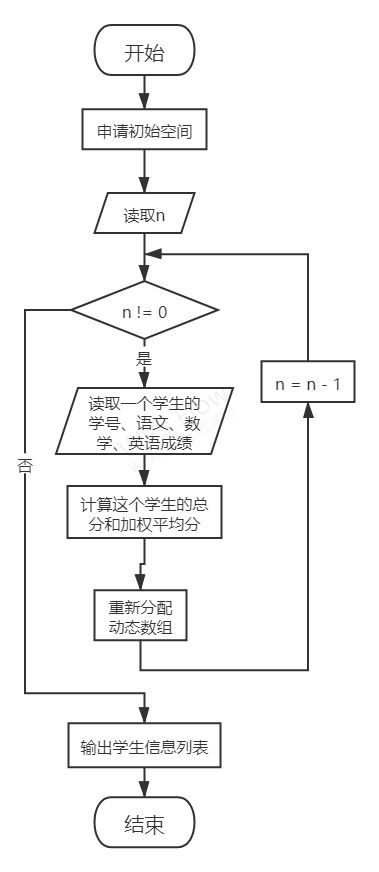 开始
申请初始空间
读取n
n != 0
是
n = n - 1
读取一个学生的
学号、语文、数
学、英语成绩
否
计算这个学生的总
分和加权平均分
重新分配
动态数组
输出学生信息列表
结束